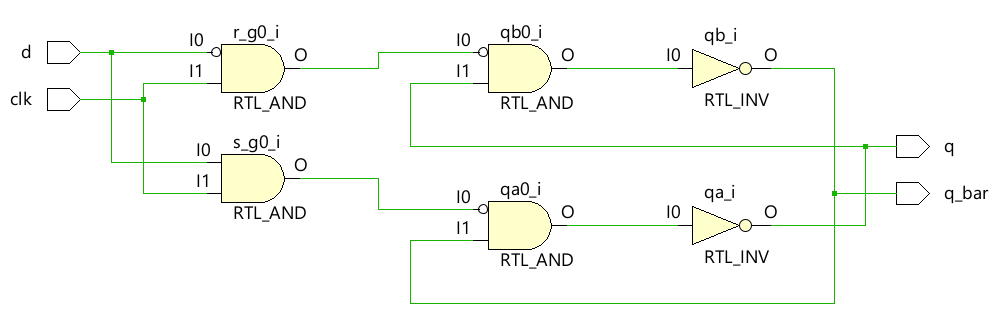 d
clk
r_g0_i
I0
I1
O
RTL_AND
s_g0_i
I0
I1
O
RTL_AND
qb0_i
I0
I1
O
RTL_AND
qa0_i
I0
I1
O
RTL_AND
qb_i
I0
O
RTL_INV
qa_i
I0
O
RTL_INV
q
q_bar